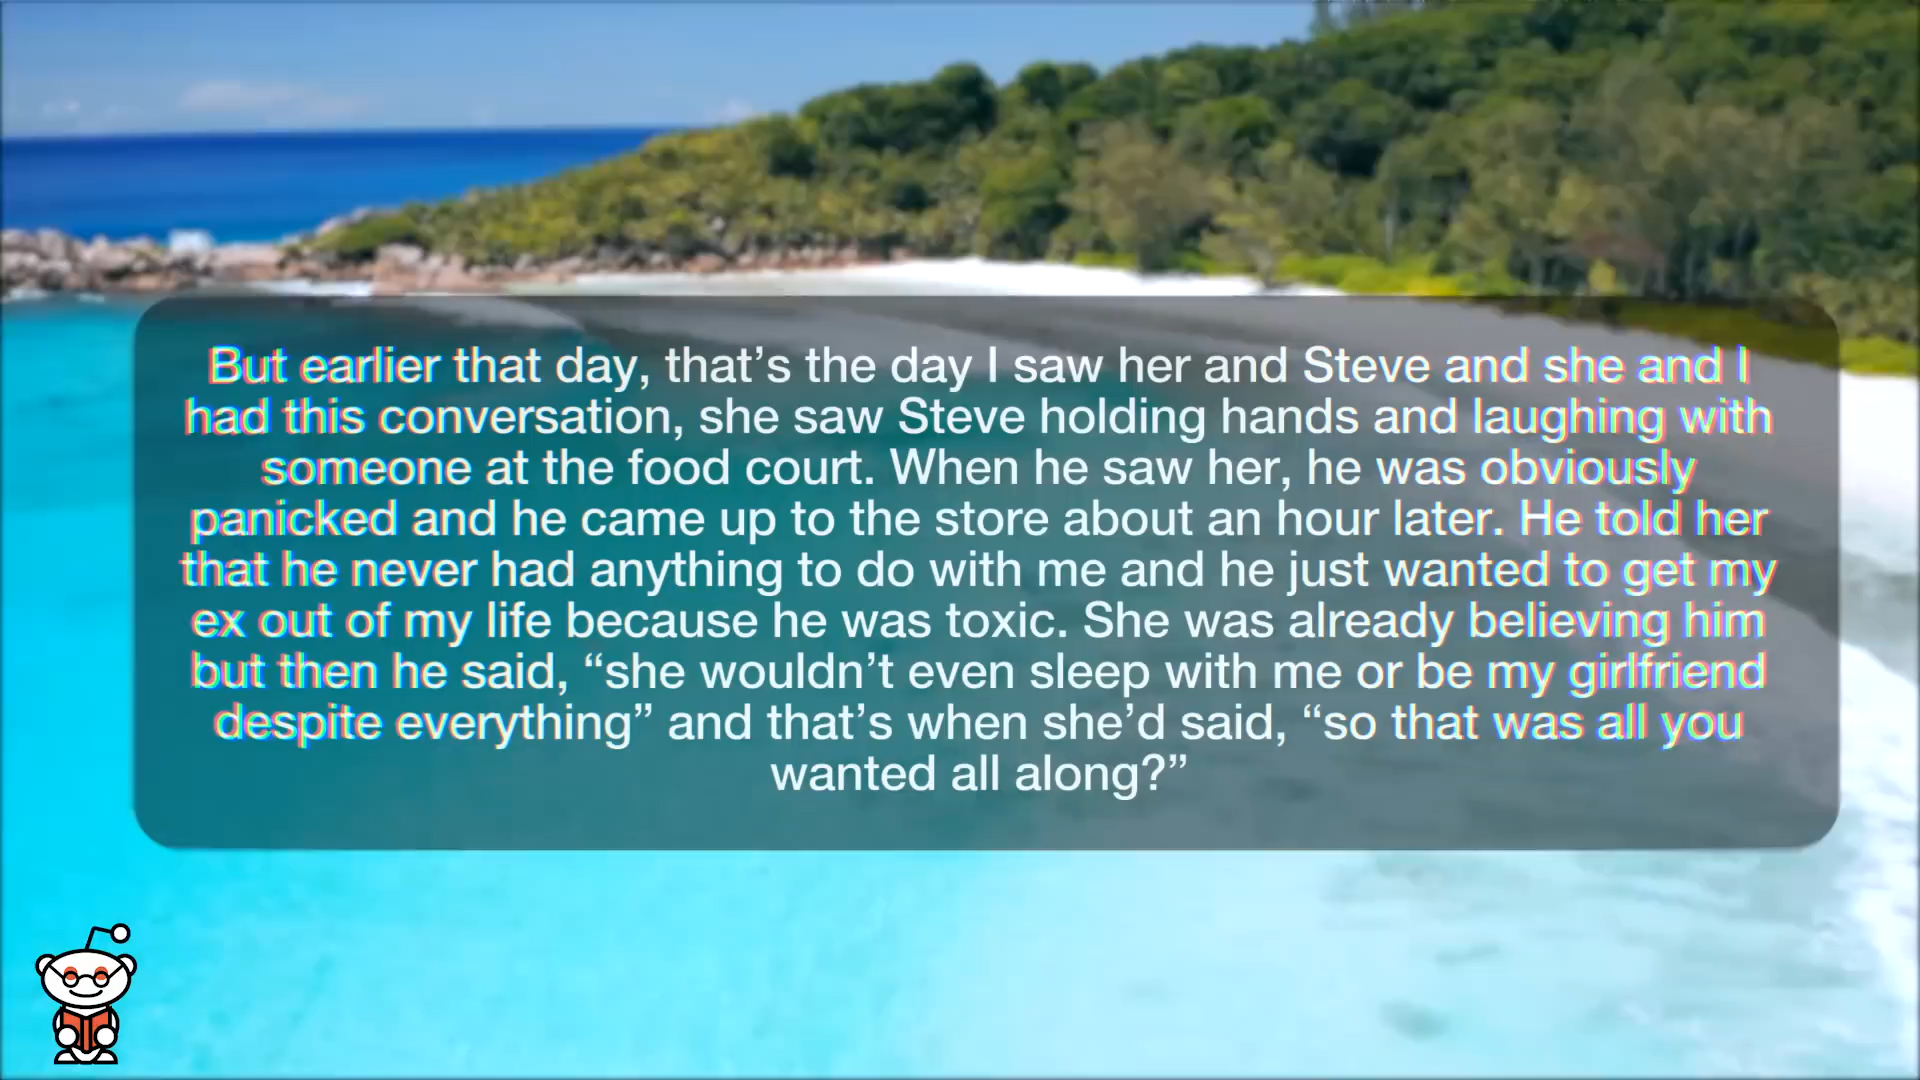 But earlier that day, that’s the day I saw her and Steve and she and I
had this conversation, she saw Steve holding hands and laughing with
someone at the food court. When he saw her, he was obviously
panicked and he came up to the store about an hour later. He told her
that he never had anything to do with me and he just wanted to get my
ex out of my life because he was toxic. She was already believing him
but then he said, “she wouldn’t even sleep with me or be my girlfriend
despite everything” and that’s when she’d said, “so that was all you
wanted all along?”